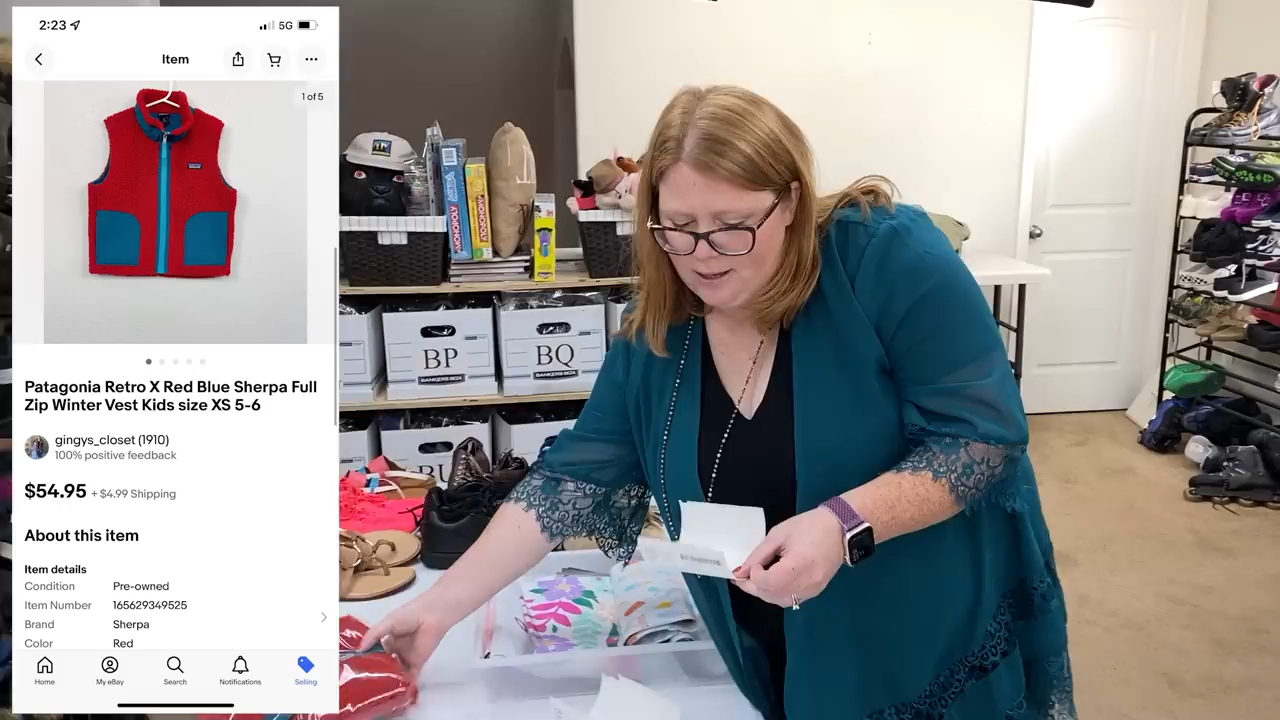 2:23
5G
Item
1 of 5
Patagonia Retro X Red Blue Sherpa Full
Zip Winter Vest Kids size XS 5-6
gingys_closet (1910)
100% positive feedback
$54.95 + $4.99 Shipping
About this item
Item details
Condition Pre-owned
Item Number 165629349525
Brand Sherpa
Color Red
Home
My eBay
Search
Notifications
Selling
MONOPOLY
MONOPOLY
BP
BANKERS BOX
BQ
BANKERS BOX